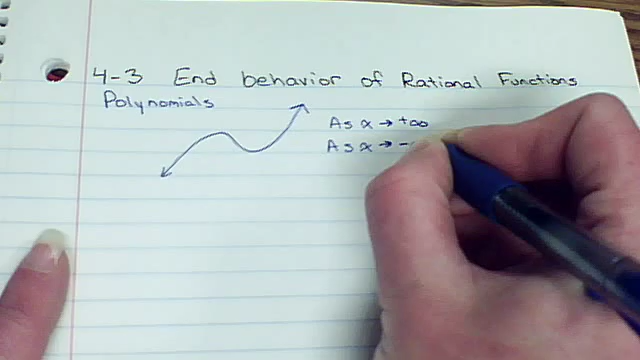 4-3 End behavior of Rational Functions
Polynomials
As x → +∞
As x → -